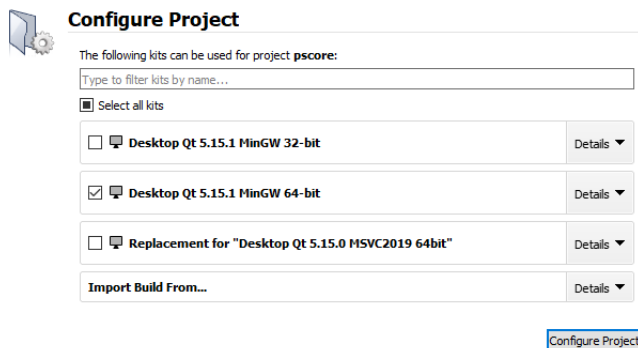 Configure Project
The following kits can be used for project pscore:
Type to filter kits by name...
Select all kits
Desktop Qt 5.15.1 MinGW 32-bit Details
Desktop Qt 5.15.1 MinGW 64-bit Details
Replacement for "Desktop Qt 5.15.0 MSVC2019 64bit" Details
Import Build From... Details
Configure Project